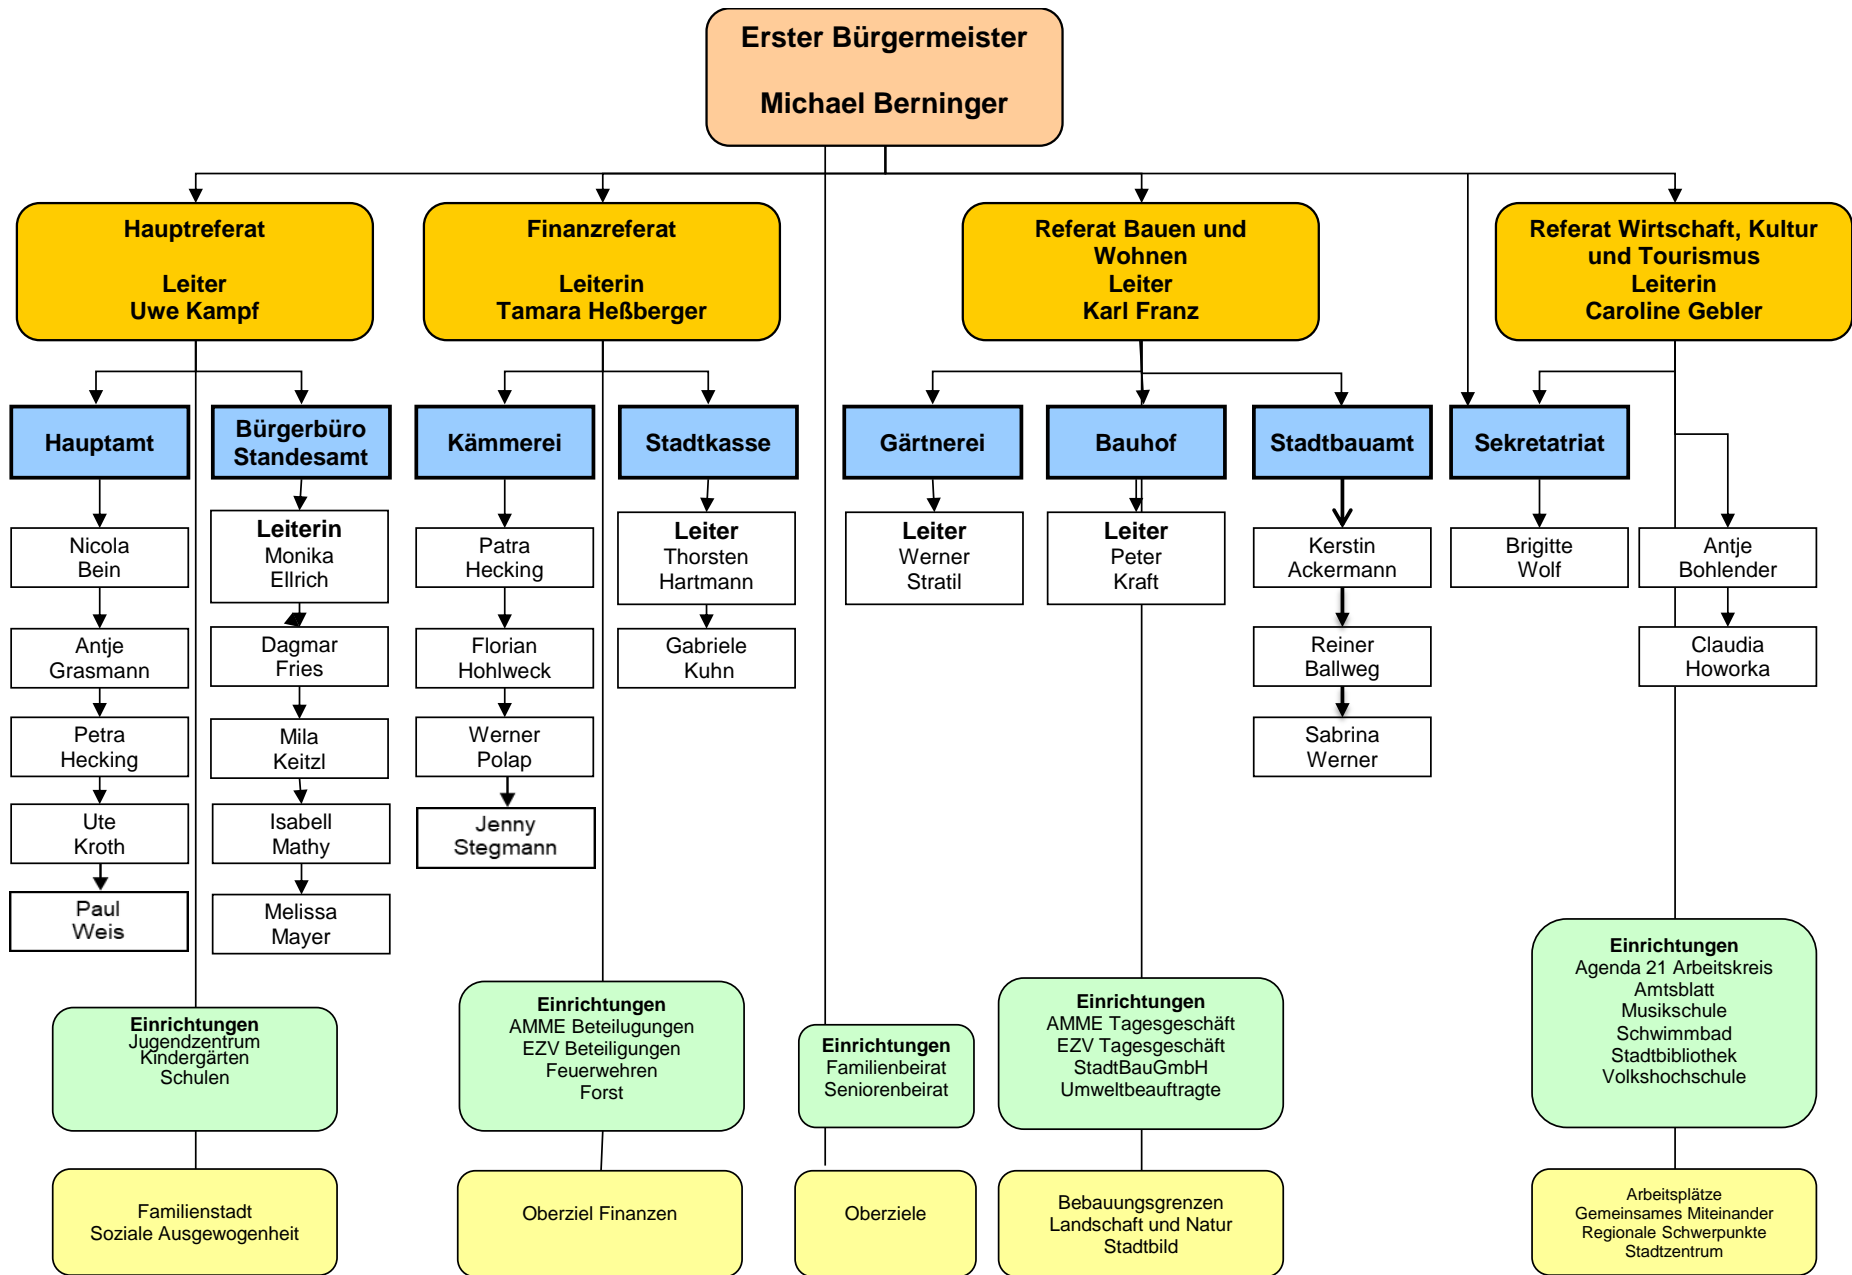 Erster Bürgermeister
Michael Berninger
Hauptreferat
Leiter
Uwe Kampf
Finanzreferat
Leiterin
Tamara Heßberger
Referat Bauen und
Wohnen
Leiter
Karl Franz
Referat Wirtschaft, Kultur
und Tourismus
Leiterin
Caroline Gebler
Hauptamt
Bürgerbüro
Standesamt
Kämmerei
Stadtkasse
Gärtnerei
Bauhof
Stadtbauamt
Sekretatriat
Nicola
Bein
Antje
Grasmann
Petra
Hecking
Ute
Kroth
Paul
Weis
Leiterin
Monika
Ellrich
Dagmar
Fries
Mila
Keitzl
Isabell
Mathy
Melissa
Mayer
Patra
Hecking
Florian
Hohlweck
Werner
Polap
Jenny
Stegmann
Leiter
Thorsten
Hartmann
Gabriele
Kuhn
Leiter
Werner
Stratil
Leiter
Peter
Kraft
Kerstin
Ackermann
Reiner
Ballweg
Sabrina
Werner
Brigitte
Wolf
Antje
Bohlender
Claudia
Howorka
Einrichtungen
Jugendzentrum
Kindergärten
Schulen
Einrichtungen
AMME Beteilugungen
EZV Beteiligungen
Feuerwehren
Forst
Einrichtungen
Familienbeirat
Seniorenbeirat
Einrichtungen
AMME Tagesgeschäft
EZV Tagesgeschäft
StadtBauGmbH
Umweltbeauftragte
Einrichtungen
Agenda 21 Arbeitskreis
Amtsblatt
Musikschule
Schwimmbad
Stadtbibliothek
Volkshochschule
Familienstadt
Soziale Ausgewogenheit
Oberziel Finanzen
Oberziele
Bebauungsgrenzen
Landschaft und Natur
Stadtbild
Arbeitsplätze
Gemeinsames Miteinander
Regionale Schwerpunkte
Stadtzentrum